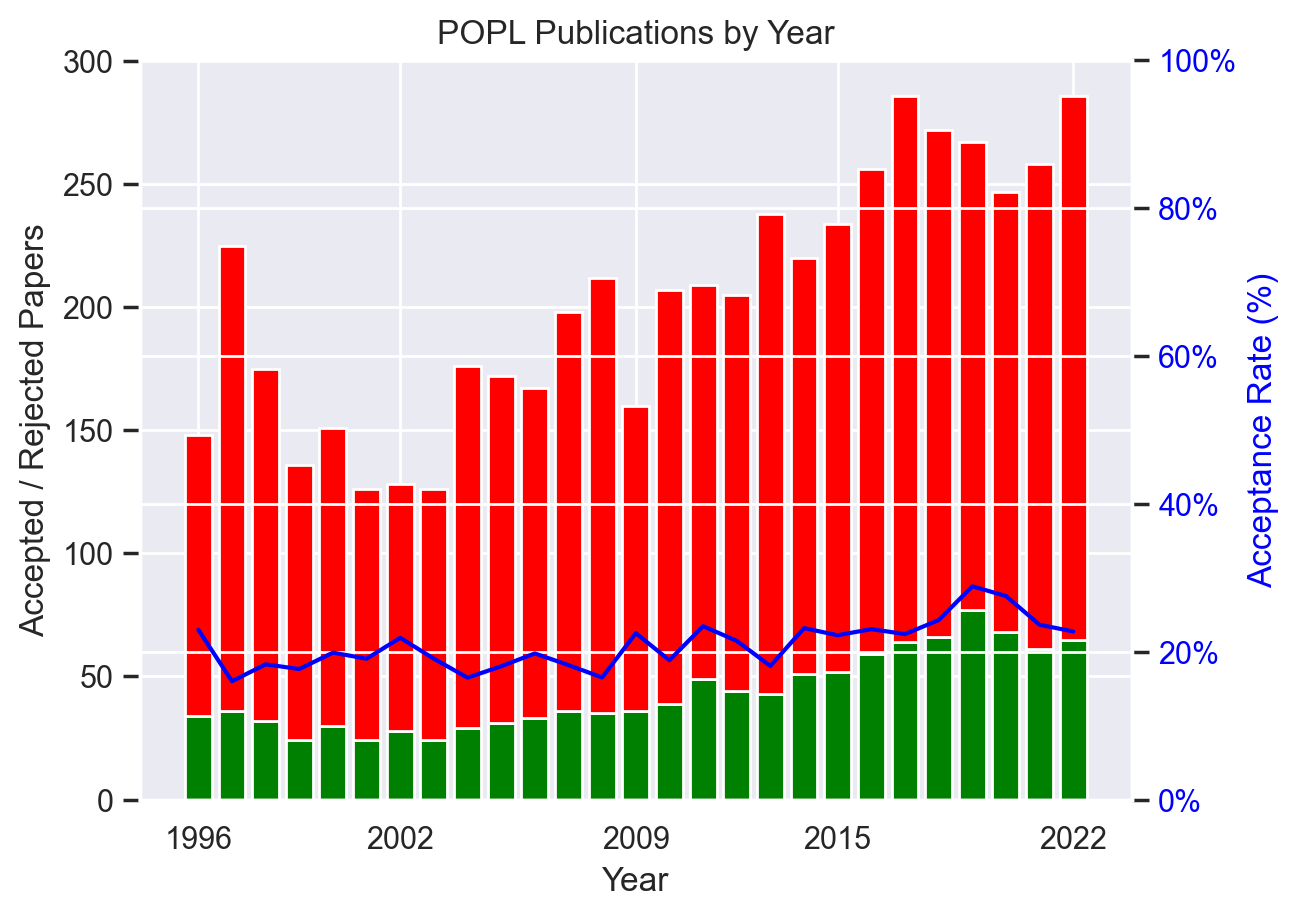 POPL Publications by Year
300
250
200
150
100
50
0
Accepted / Rejected Papers
100%
80%
60%
40%
20%
0%
Acceptance Rate (%)
1996 2002 2009 2015 2022
Year